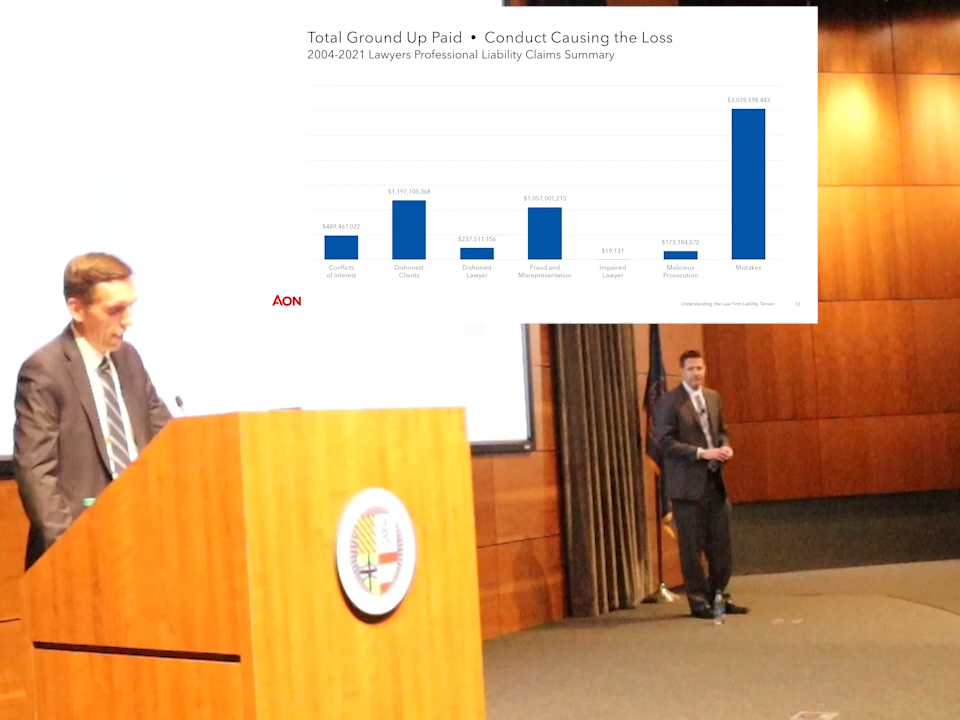 Total Ground Up Paid • Conduct Causing the Loss
2004-2021 Lawyers Professional Liability Claims Summary
$3,039,598,443
$1,197,105,368
$1,057,001,215
$489,461,022
$237,511,156
$173,184,072
$19,131
Conflicts
of Interest
Dishonest
Clients
Dishonest
Lawyer
Fraud and
Misrepresentation
Impaired
Lawyer
Malicious
Prosecution
Mistakes
AON
Understanding the Law Firm Liability Terrain
12